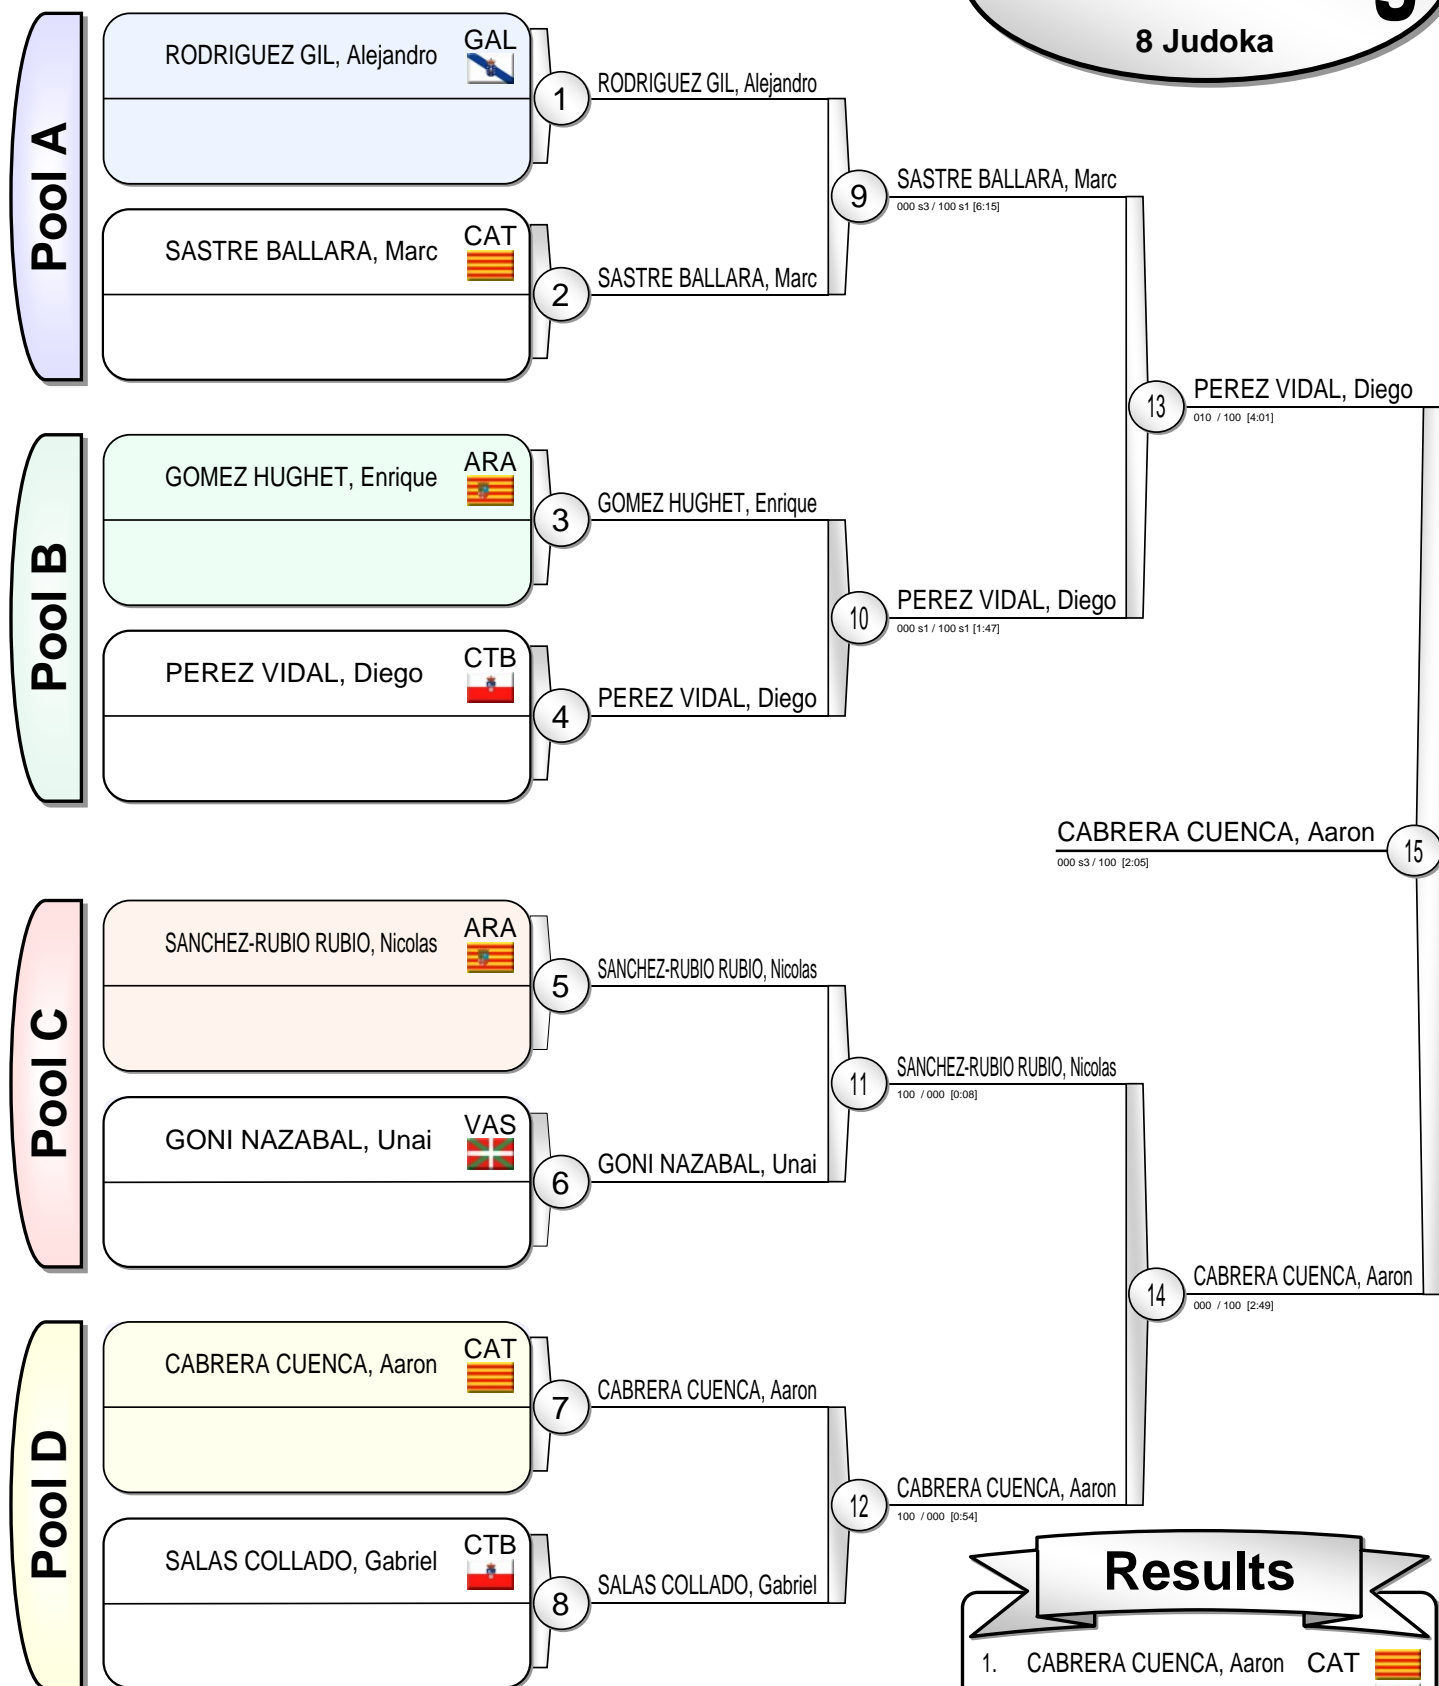 8 Judoka
Pool A
RODRIGUEZ GIL, Alejandro GAL
1
RODRIGUEZ GIL, Alejandro
SASTRE BALLARA, Marc CAT
2
SASTRE BALLARA, Marc
9
SASTRE BALLARA, Marc
000 s3 / 100 s1 [6:15]
Pool B
GOMEZ HUGHET, Enrique ARA
3
GOMEZ HUGHET, Enrique
PEREZ VIDAL, Diego CTB
4
PEREZ VIDAL, Diego
10
PEREZ VIDAL, Diego
000 s1 / 100 s1 [1:47]
13
PEREZ VIDAL, Diego
010 / 100 [4:01]
CABRERA CUENCA, Aaron
000 s3 / 100 [2:05]
15
Pool C
SANCHEZ-RUBIO RUBIO, Nicolas ARA
5
SANCHEZ-RUBIO RUBIO, Nicolas
GONI NAZABAL, Unai VAS
6
GONI NAZABAL, Unai
11
SANCHEZ-RUBIO RUBIO, Nicolas
100 / 000 [0:08]
Pool D
CABRERA CUENCA, Aaron CAT
7
CABRERA CUENCA, Aaron
SALAS COLLADO, Gabriel CTB
8
SALAS COLLADO, Gabriel
12
CABRERA CUENCA, Aaron
100 / 000 [0:54]
14
CABRERA CUENCA, Aaron
000 / 100 [2:49]
Results
1. CABRERA CUENCA, Aaron CAT